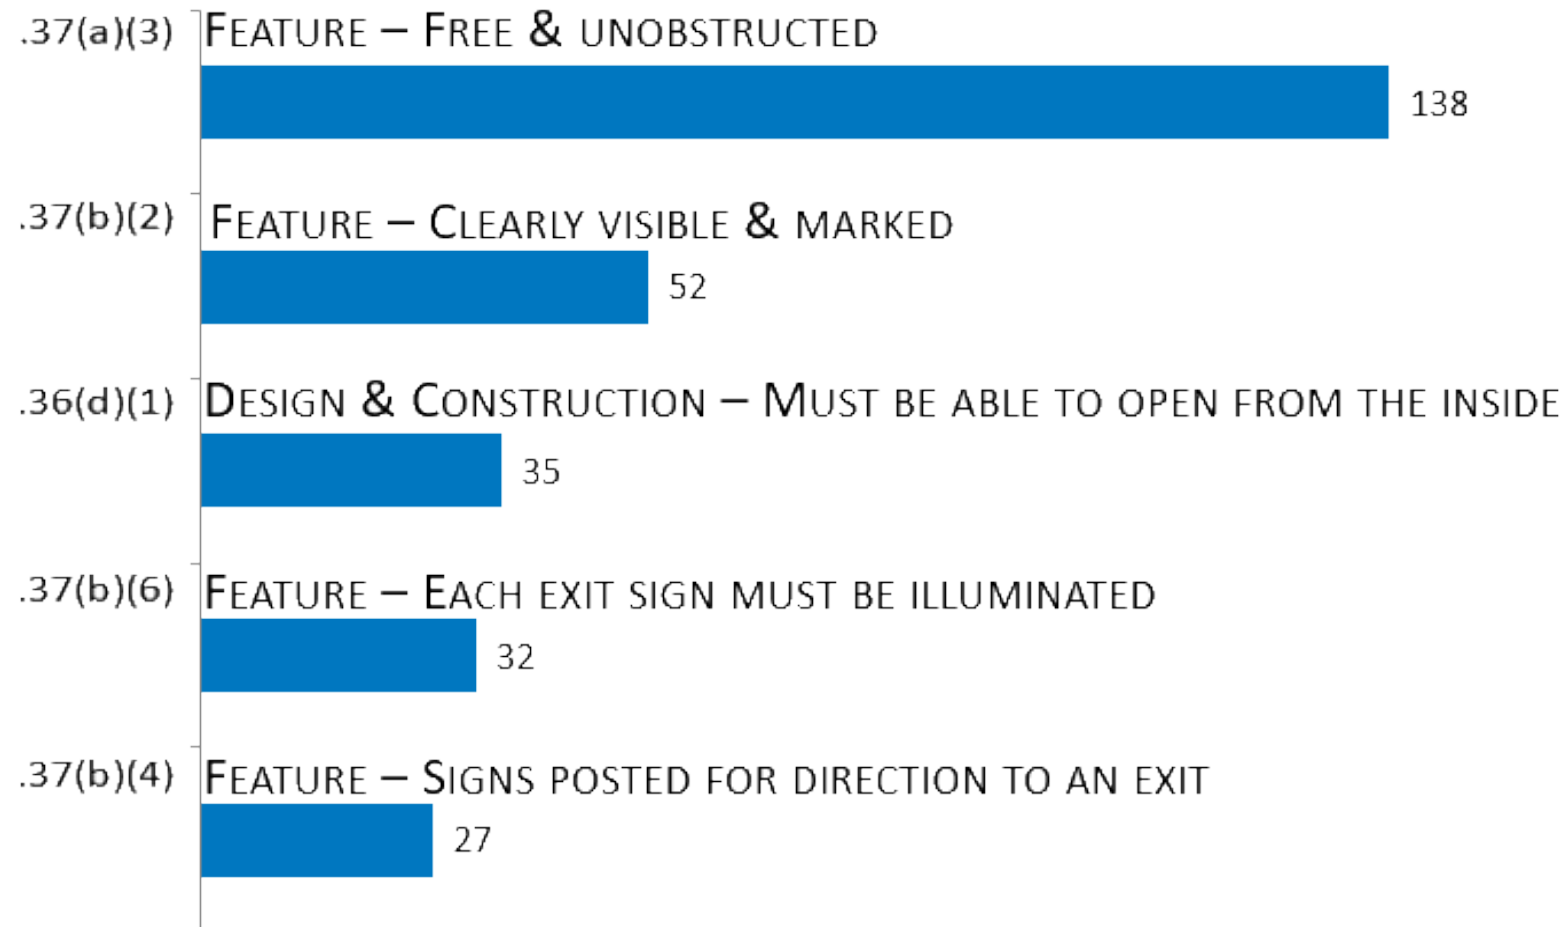 .37(a)(3) FEATURE – FREE & UNOBSTRUCTED
138
.37(b)(2) FEATURE – CLEARLY VISIBLE & MARKED
52
.36(d)(1) DESIGN & CONSTRUCTION – MUST BE ABLE TO OPEN FROM THE INSIDE
35
.37(b)(6) FEATURE – EACH EXIT SIGN MUST BE ILLUMINATED
32
.37(b)(4) FEATURE – SIGNS POSTED FOR DIRECTION TO AN EXIT
27